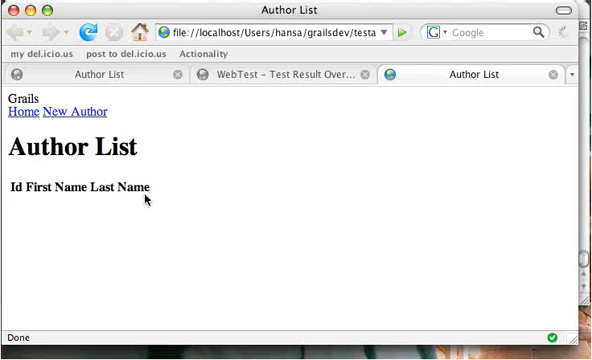 Author List
file://localhost/Users/hansa/grailsdev/testa
Google
my del.icio.us post to del.icio.us Actionality
Author List WebTest – Test Result Over... Author List
Grails
Home New Author
Author List
Id First Name Last Name
Done